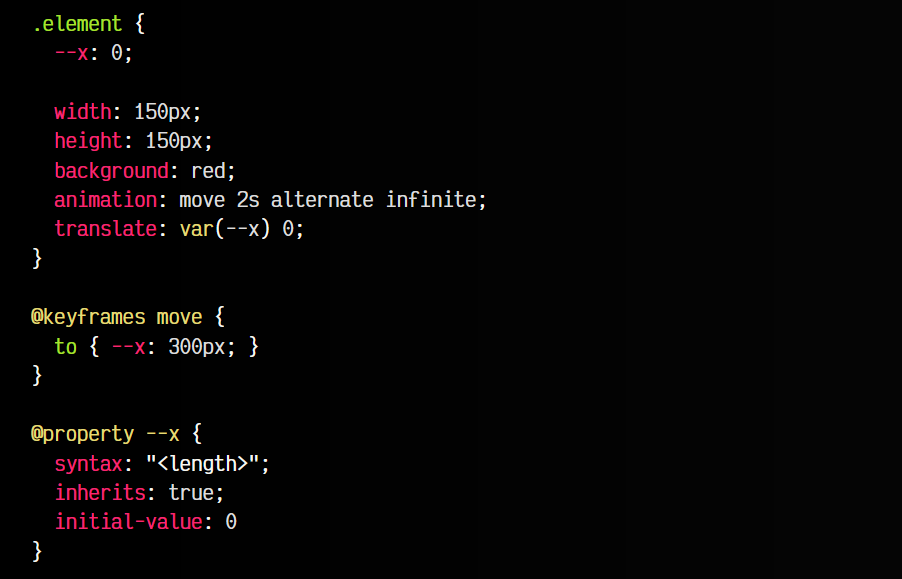 .element {
  --x: 0;

  width: 150px;
  height: 150px;
  background: red;
  animation: move 2s alternate infinite;
  translate: var(--x) 0;
}

@keyframes move {
  to { --x: 300px; }
}

@property --x {
  syntax: "<length>";
  inherits: true;
  initial-value: 0
}